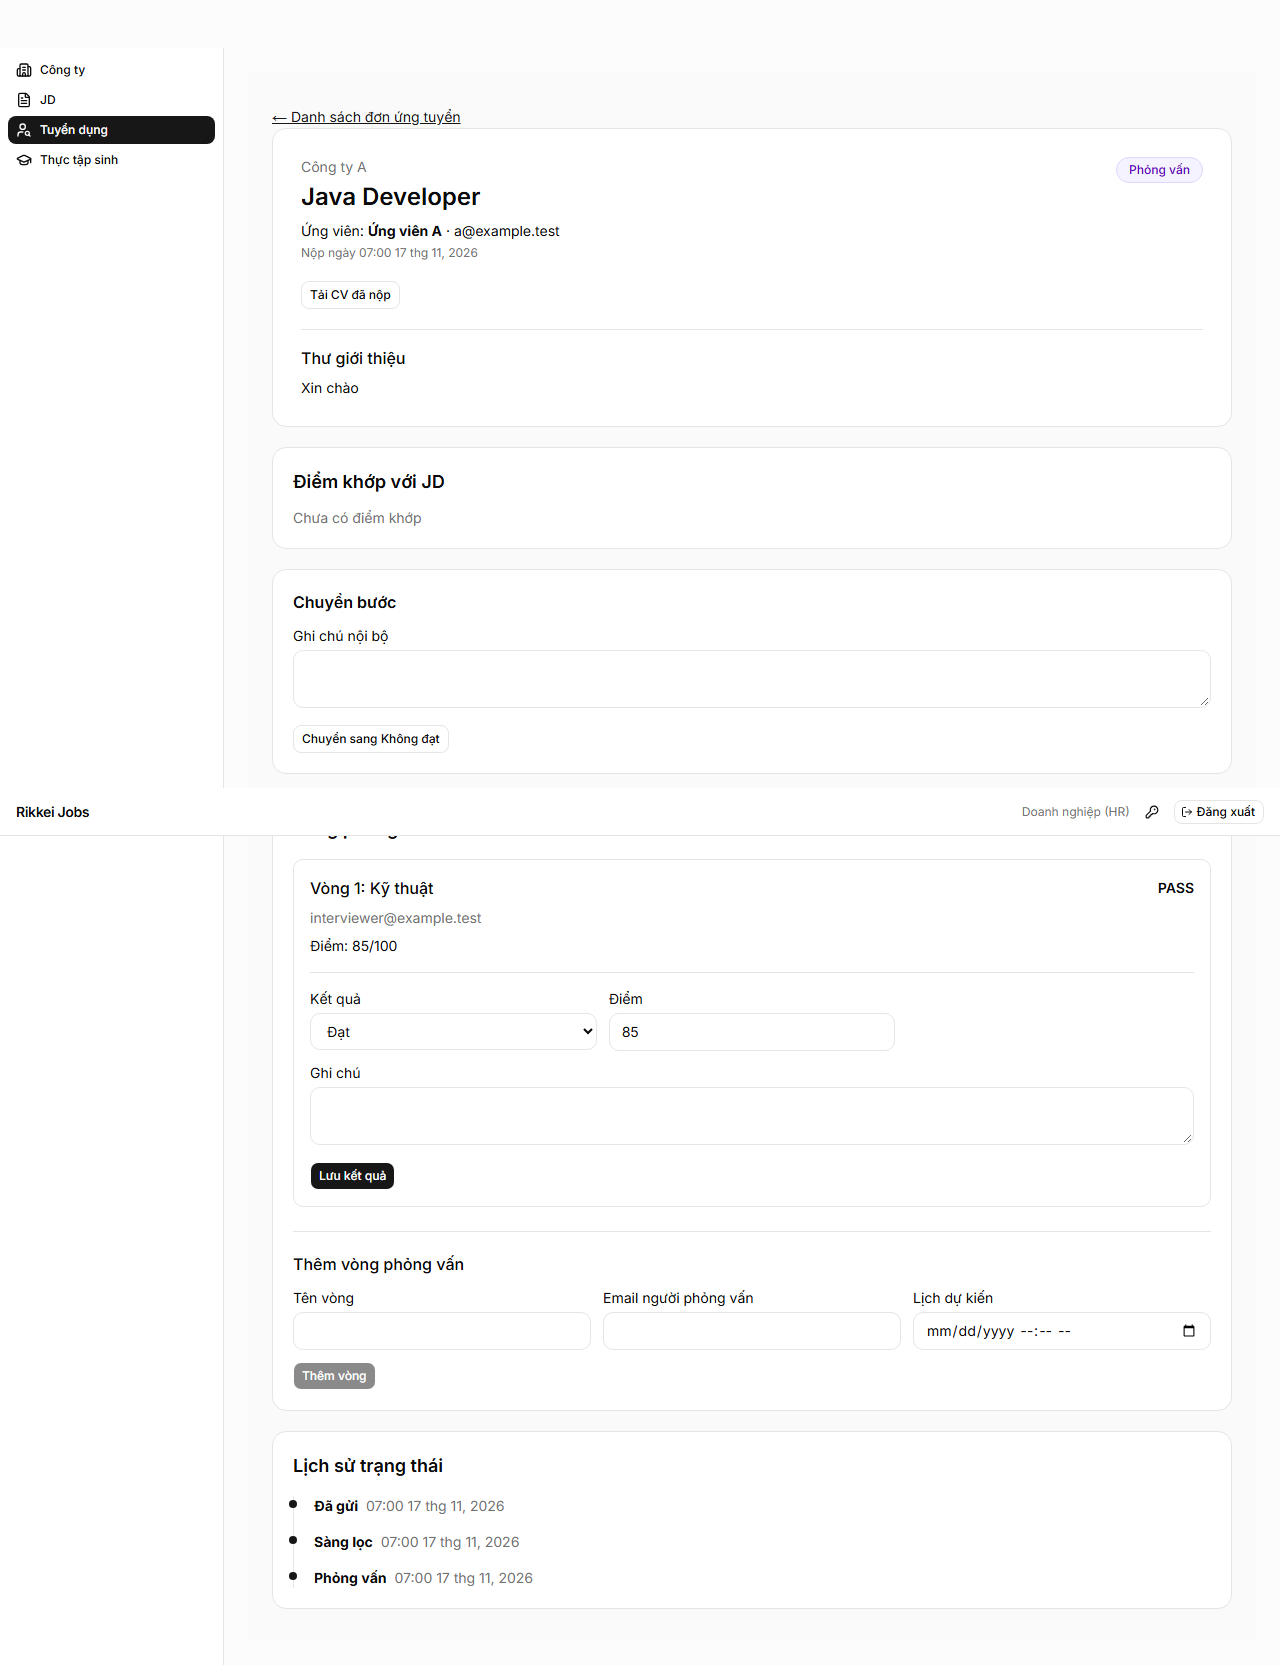 Công ty
JD
Tuyển dụng
Thực tập sinh
← Danh sách đơn ứng tuyển
Công ty A
Phỏng vấn
Java Developer
Ứng viên: Ứng viên A · a@example.test
Nộp ngày 07:00 17 thg 11, 2026
Tải CV đã nộp
Thư giới thiệu
Xin chào
Điểm khớp với JD
Chưa có điểm khớp
Chuyển bước
Ghi chú nội bộ
Chuyển sang Không đạt
Rikkei Jobs
Doanh nghiệp (HR)
Đăng xuất
Vòng 1: Kỹ thuật
PASS
interviewer@example.test
Điểm: 85/100
Kết quả
Điểm
Đạt
85
Ghi chú
Lưu kết quả
Thêm vòng phỏng vấn
Tên vòng
Email người phỏng vấn
Lịch dự kiến
mm/dd/yyyy --:-- --
Thêm vòng
Lịch sử trạng thái
Đã gửi 07:00 17 thg 11, 2026
Sàng lọc 07:00 17 thg 11, 2026
Phỏng vấn 07:00 17 thg 11, 2026